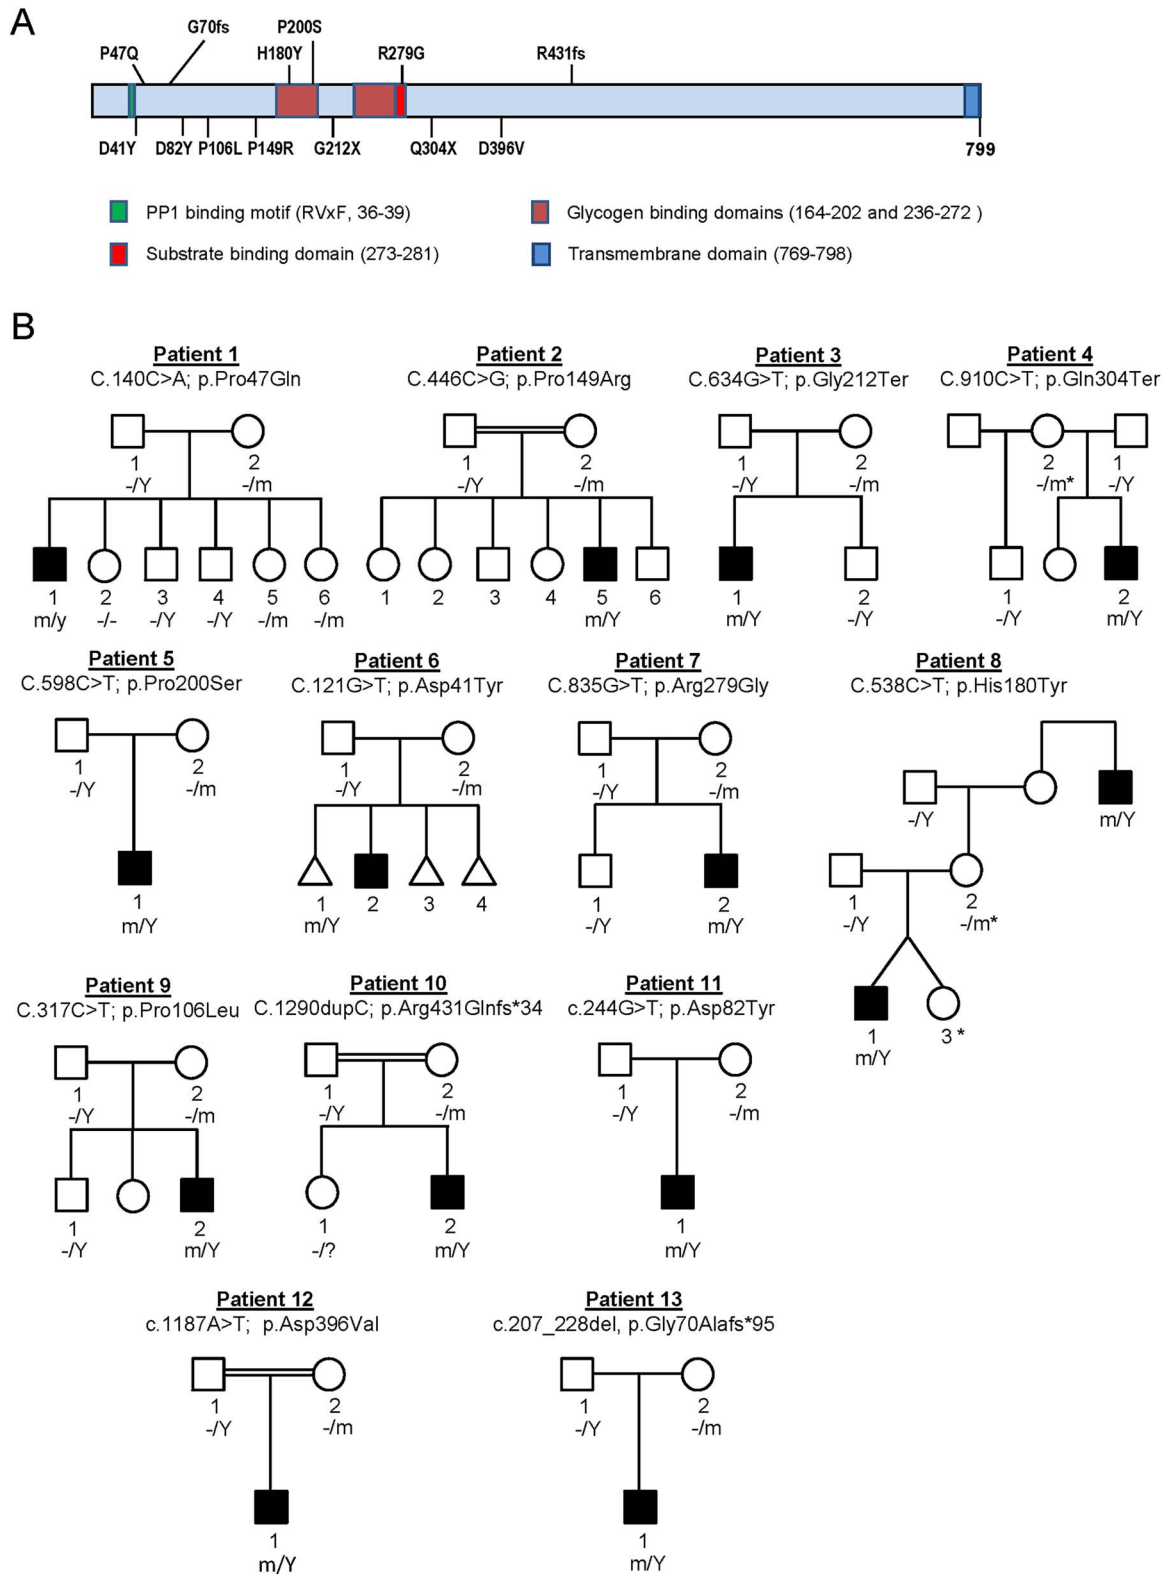 A
G70fs P200S
P47Q H180Y R279G R431fs
D41Y D82Y P106L P149R G212X Q304X D396V 799
PP1 binding motif (RVxF, 36-39) Glycogen binding domains (164-202 and 236-272 )
Substrate binding domain (273-281) Transmembrane domain (769-798)
B
Patient 1 Patient 2 Patient 3 Patient 4
C.140C>A; p.Pro47Gln C.446C>G; p.Pro149Arg C.634G>T; p.Gly212Ter C.910C>T; p.Gln304Ter
1 2 1 2 1 2 2 1
-/Y -/m -/Y -/m -/Y -/m -/m* -/Y
1 2 3 4 5 6 1 2 3 4 5 6 1 2 1 2
m/y -/- -/Y -/Y -/m -/m m/Y m/Y -/Y -/Y m/Y
Patient 5 Patient 6 Patient 7 Patient 8
C.598C>T; p.Pro200Ser C.121G>T; p.Asp41Tyr C.835G>T; p.Arg279Gly C.538C>T; p.His180Tyr
1 2 1 2 1 2
-/Y -/m -/Y -/m -/Y -/m
-/Y m/Y
1 1 2 3 4 1 2 1 2
m/Y m/Y -/Y m/Y -/Y -/m*
Patient 9 Patient 10 Patient 11
C.317C>T; p.Pro106Leu C.1290dupC; p.Arg431Glnfs*34 c.244G>T; p.Asp82Tyr
1 3 *
m/Y
1 2 1 2 1 2
-/Y -/m -/Y -/m -/Y -/m
1 2 1 2 1
-/Y m/Y -/? m/Y m/Y
Patient 12 Patient 13
c.1187A>T; p.Asp396Val c.207_228del, p.Gly70Alafs*95
1 2 1 2
-/Y -/m -/Y -/m
1 1
m/Y m/Y